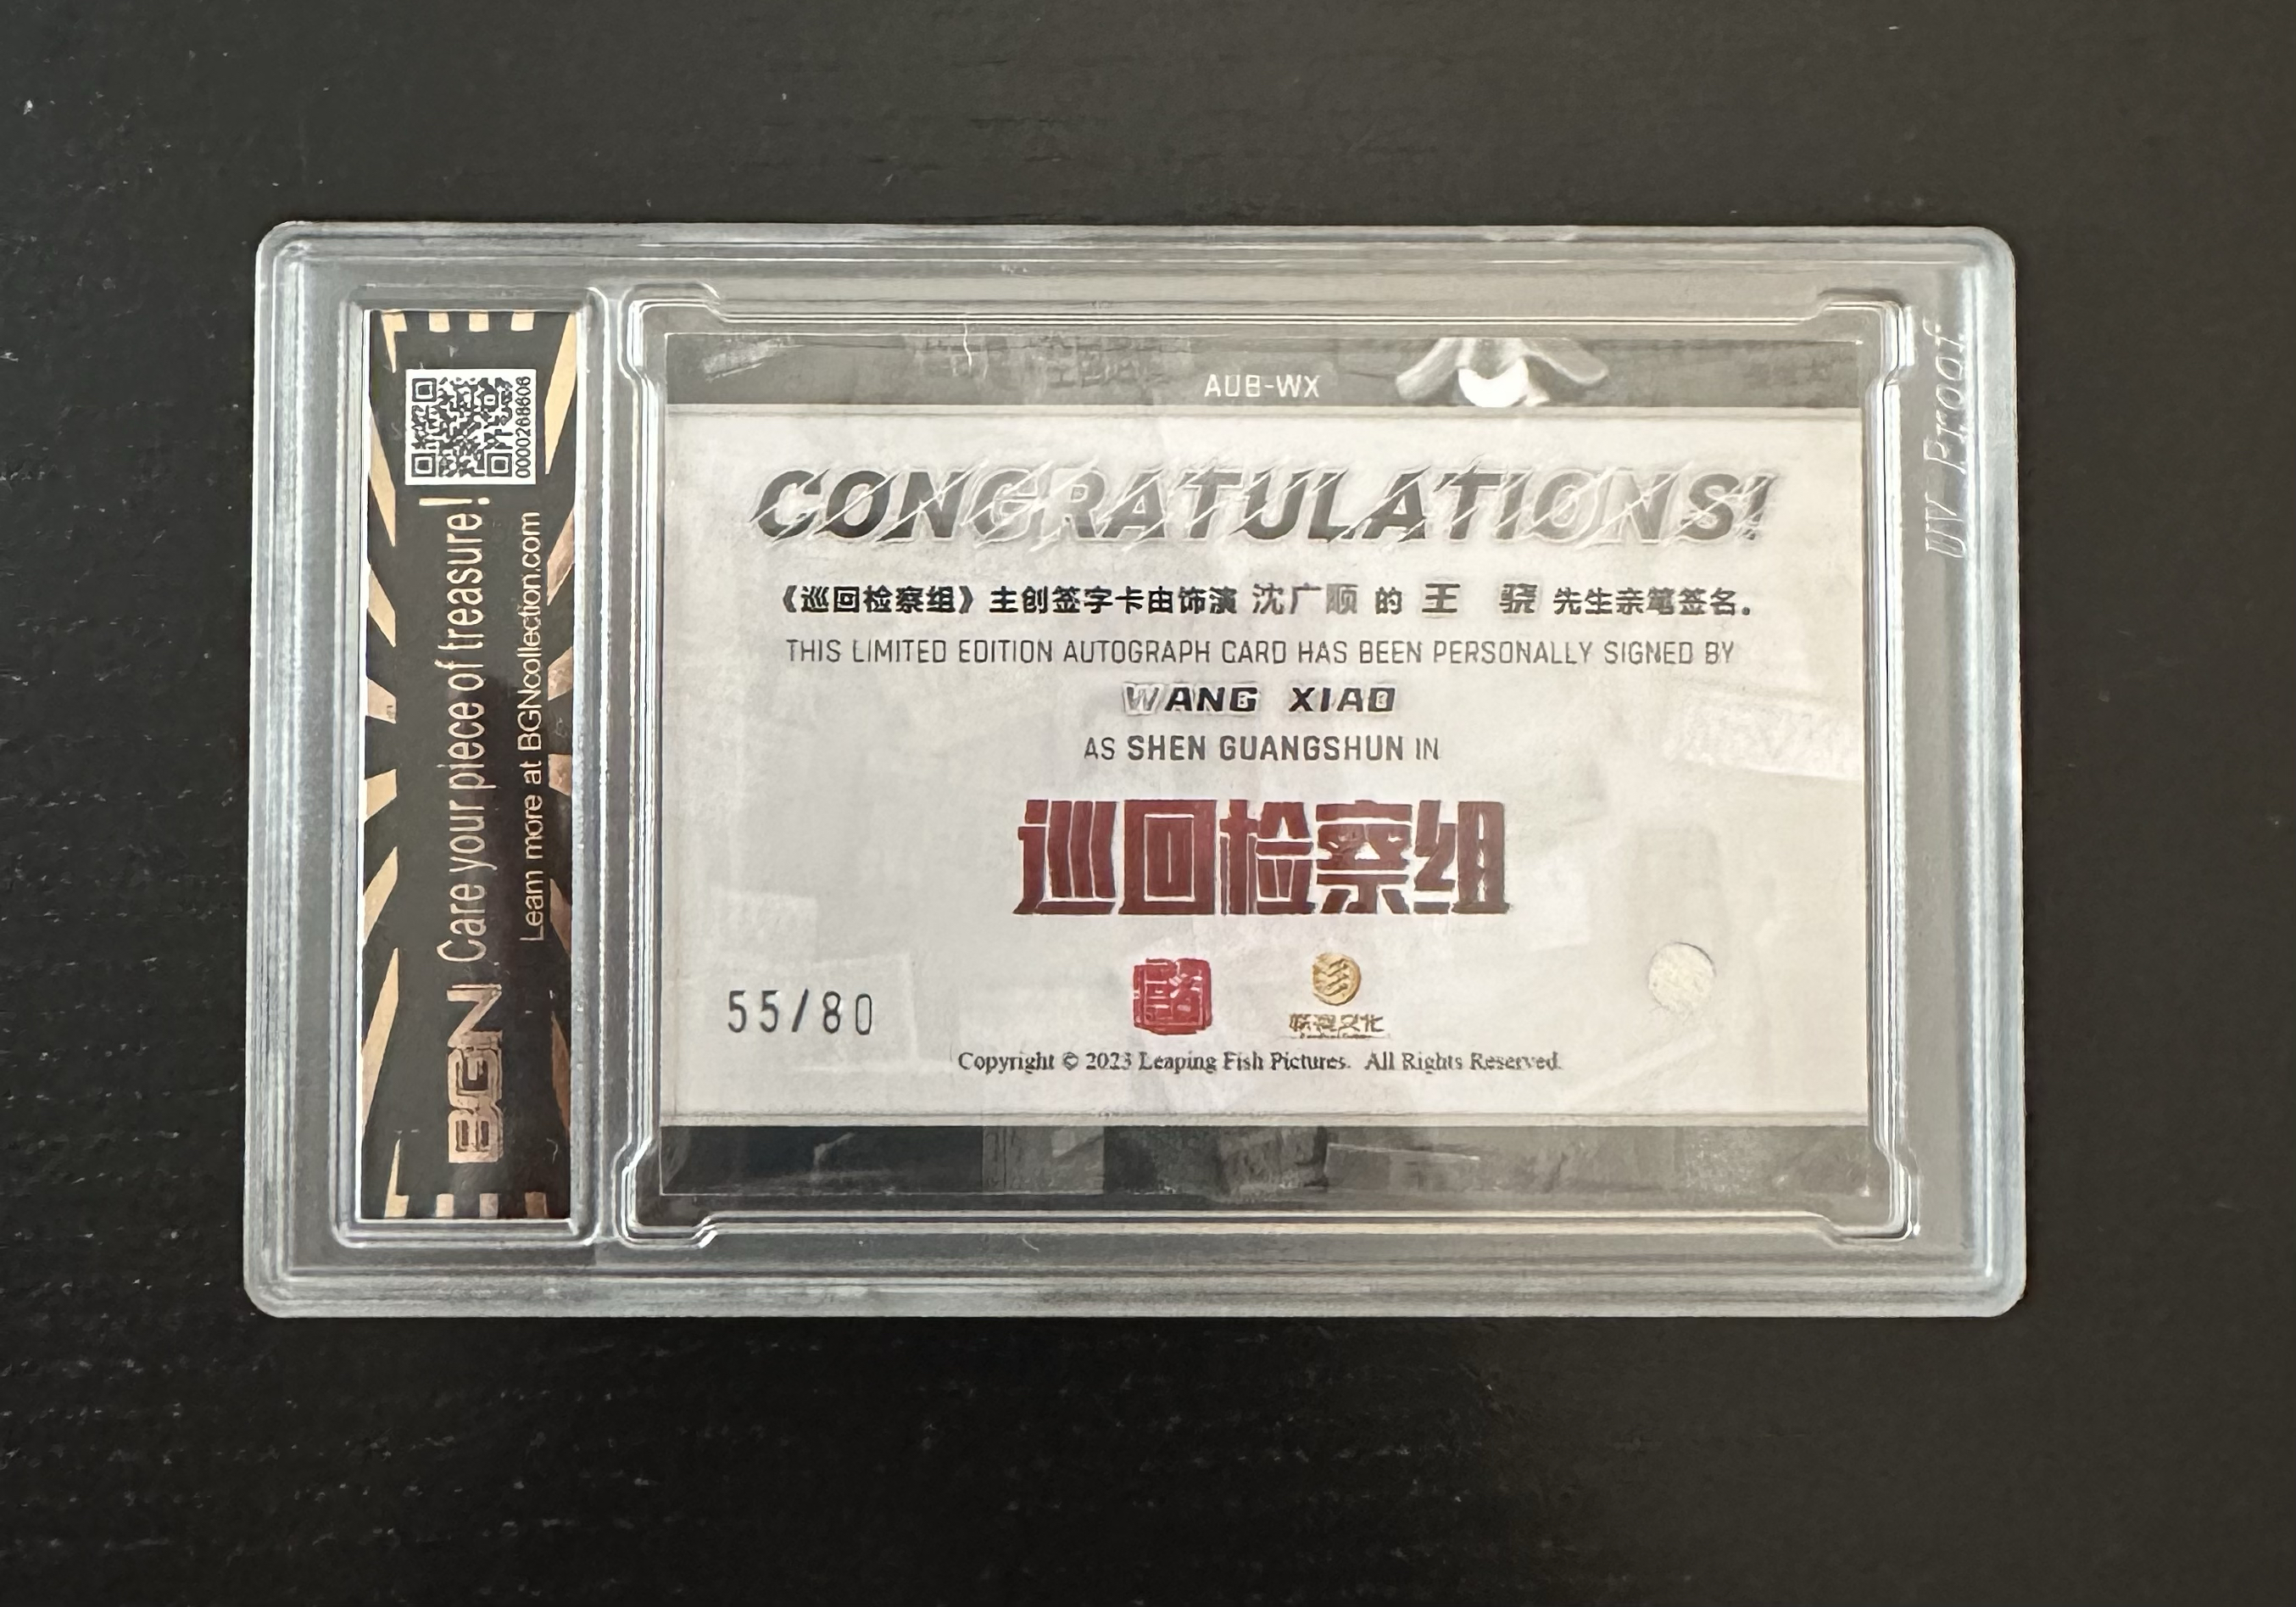 AUB-WX
CONGRATULATIONS!
《巡回检察组》主创签字卡由饰演 沈广顺 的 王 骁 先生亲笔签名。
THIS LIMITED EDITION AUTOGRAPH CARD HAS BEEN PERSONALLY SIGNED BY
WANG XIAO
AS SHEN GUANGSHUN IN
巡回检察组
55/80
Copyright © 2023 Leaping Fish Pictures. All Rights Reserved.
BGN Care your piece of treasure!
Learn more at BGNcollection.com
0000268606
UV Proof